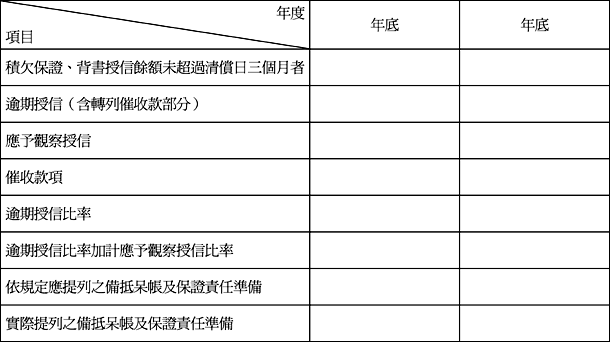 年度
項目
年底
年底
積欠保證、背書授信餘額未超過清償日三個月者
逾期授信（含轉列催收款部分）
應予觀察授信
催收款項
逾期授信比率
逾期授信比率加計應予觀察授信比率
依規定應提列之備抵呆帳及保證責任準備
實際提列之備抵呆帳及保證責任準備